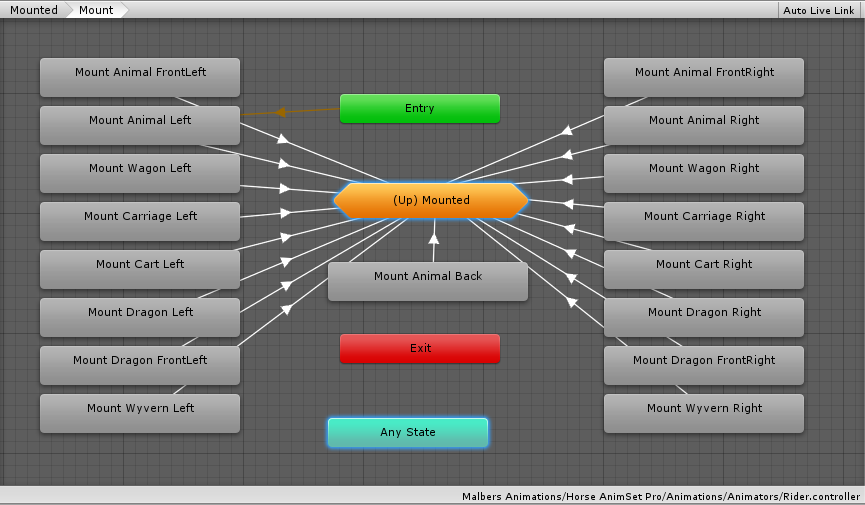 Mounted Mount Auto Live Link
Mount Animal FrontLeft
Mount Animal Left
Mount Wagon Left
Mount Carriage Left
Mount Cart Left
Mount Dragon Left
Mount Dragon FrontLeft
Mount Wyvern Left
Entry
(Up) Mounted
Mount Animal Back
Exit
Any State
Mount Animal FrontRight
Mount Animal Right
Mount Wagon Right
Mount Carriage Right
Mount Cart Right
Mount Dragon Right
Mount Dragon FrontRight
Mount Wyvern Right
Malbers Animations/Horse AnimSet Pro/Animations/Animators/Rider.controller